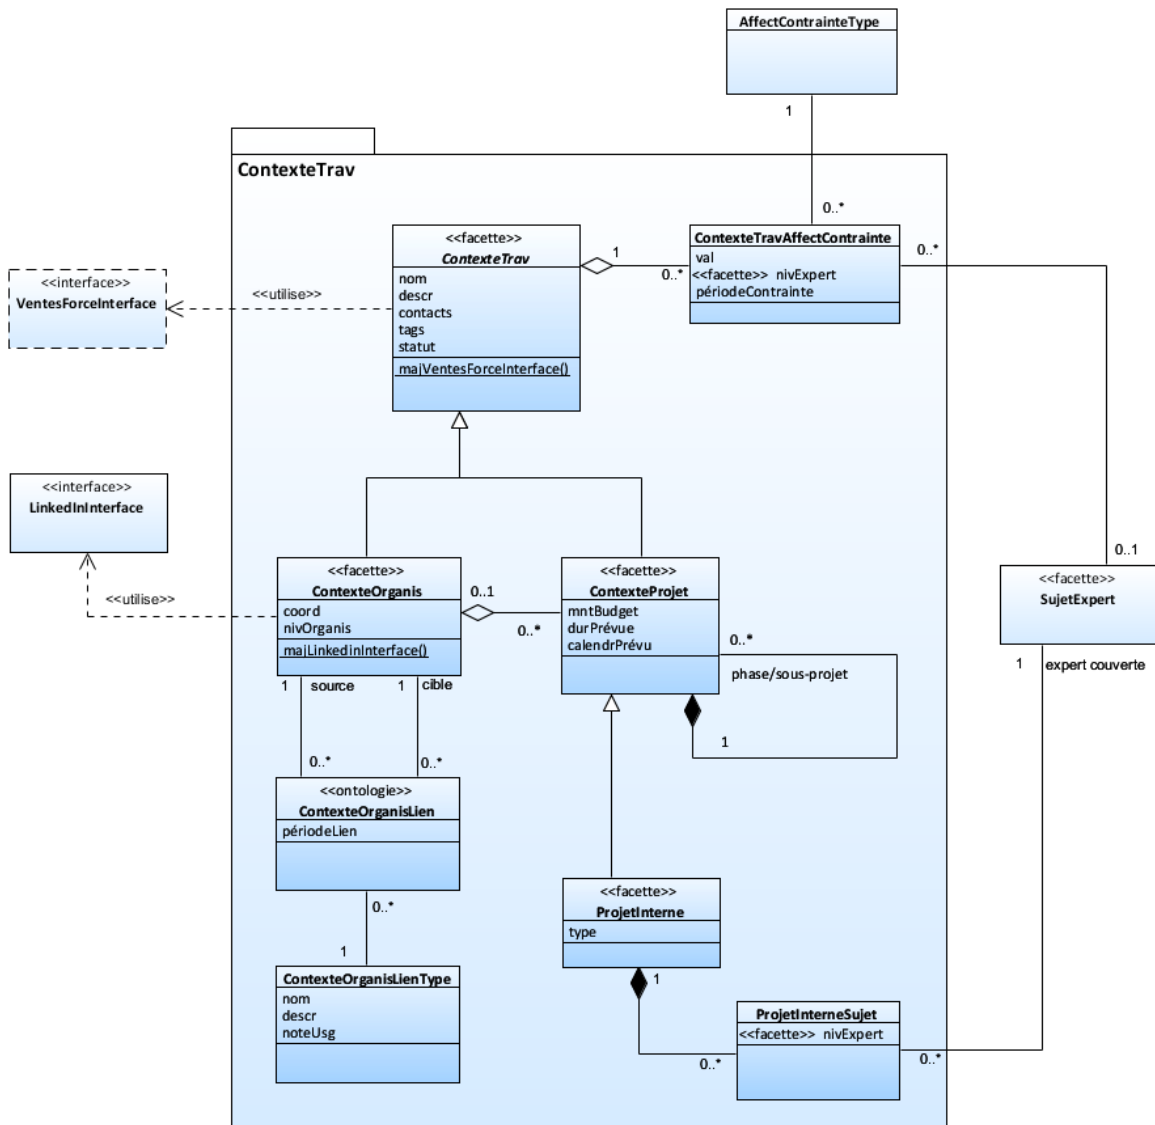 AffectContrainteType
1
0..*
ContexteTrav
<<facette>>
ContexteTrav
nom
descr
contacts
tags
statut
majVentesForceInterface()
1
0..*
ContexteTravAffectContrainte
val
<<facette>> nivExpert
périodeContrainte
0..*
<<interface>>
VentesForceInterface
<<utilise>>
<<interface>>
LinkedInInterface
<<utilise>>
<<facette>>
ContexteOrganis
coord
nivOrganis
majLinkedinInterface()
0..1
0..*
<<facette>>
ContexteProjet
mntBudget
durPrévue
calendrPrévu
0..*
phase/sous-projet
1
0..1
<<facette>>
SujetExpert
1
expert couverte
1
source
1
cible
0..*
0..*
<<ontologie>>
ContexteOrganisLien
périodeLien
0..*
1
ContexteOrganisLienType
nom
descr
noteUsg
<<facette>>
ProjetInterne
type
1
0..*
ProjetInterneSujet
<<facette>> nivExpert
0..*